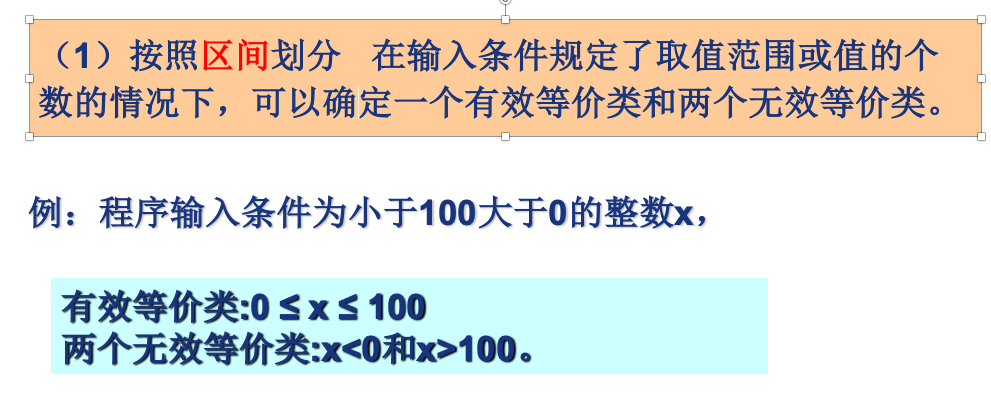 （1）按照区间划分 在输入条件规定了取值范围或值的个
数的情况下，可以确定一个有效等价类和两个无效等价类。
例：程序输入条件为小于100大于0的整数x，
有效等价类:0 ≤ x ≤ 100
两个无效等价类:x<0和x>100。